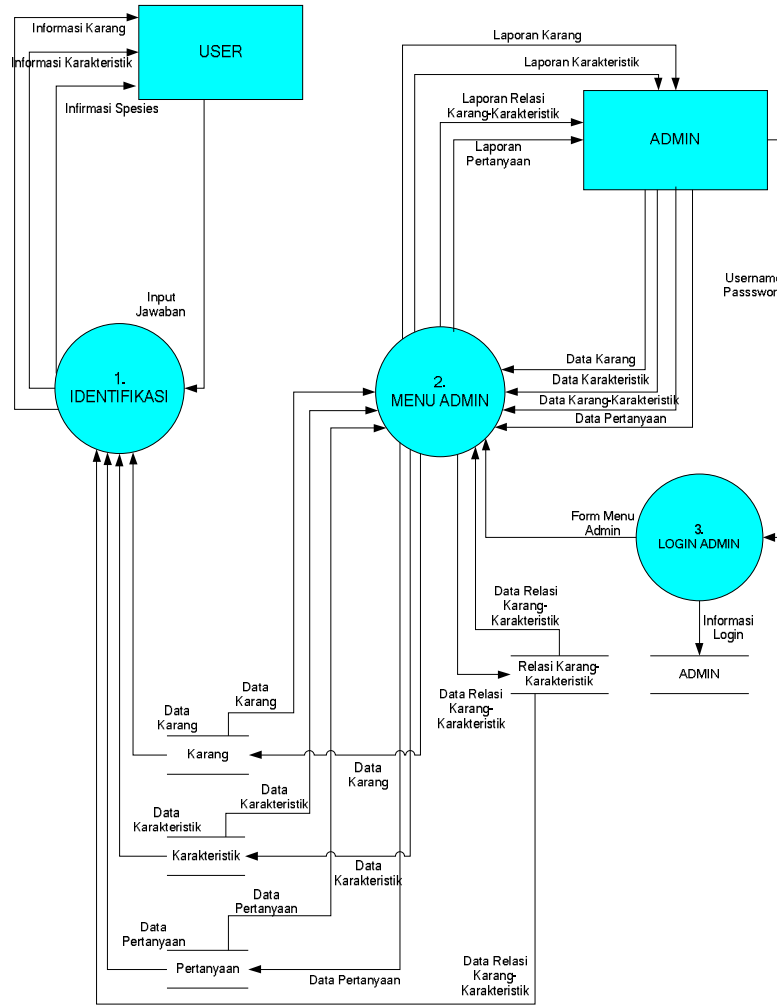 Informasi Karang
USER
Informasi Karakteristik
Infirmasi Spesies
Laporan Karang
Laporan Karakteristik
Laporan Relasi
Karang-Karakteristik
Laporan
Pertanyaan
ADMIN
Username
Passsword
Input
Jawaban
1.
IDENTIFIKASI
2.
MENU ADMIN
Data Karang
Data Karakteristik
Data Karang-Karakteristik
Data Pertanyaan
Form Menu
Admin
3.
LOGIN ADMIN
Informasi
Login
ADMIN
Data Relasi
Karang-
Karakteristik
Relasi Karang-
Karakteristik
Data Relasi
Karang-
Karakteristik
Data
Karang
Data
Karang
Karang
Data
Karang
Data
Karakteristik
Data
Karakteristik
Karakteristik
Data
Karakteristik
Data
Pertanyaan
Data
Pertanyaan
Pertanyaan
Data Pertanyaan
Data Relasi
Karang-
Karakteristik